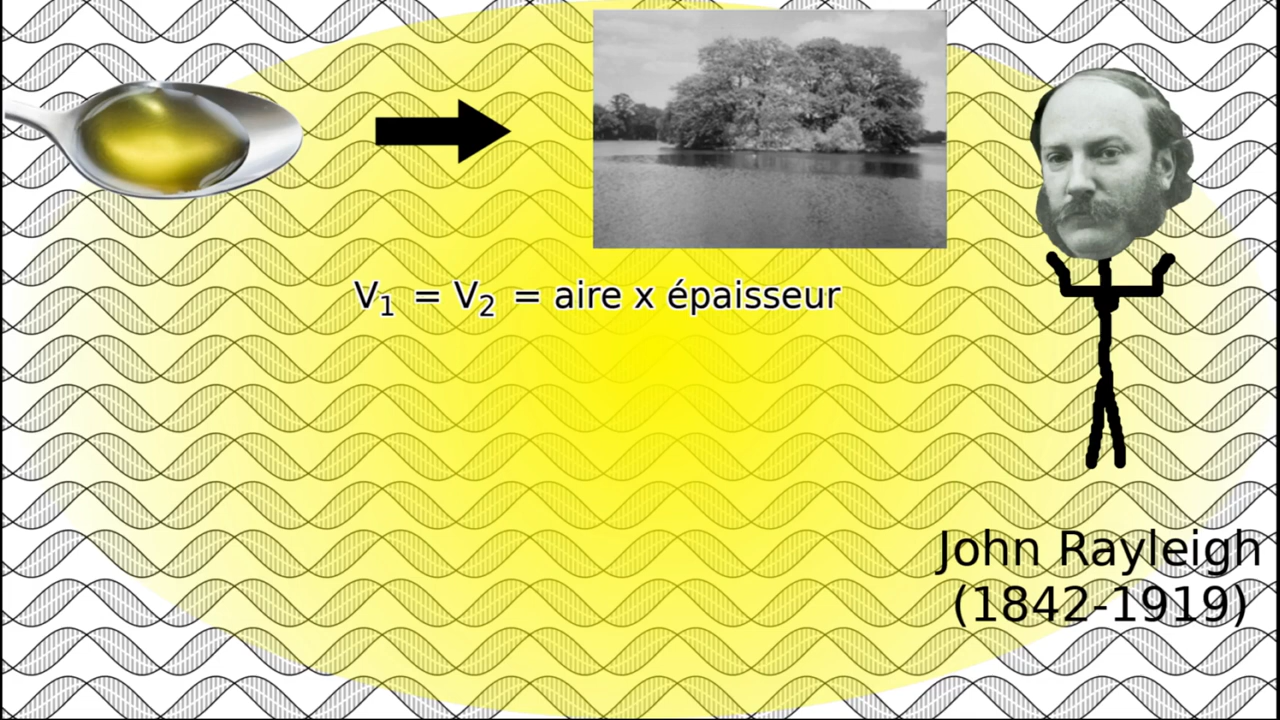 V₁ = V₂ = aire x épaisseur
John Rayleigh
(1842-1919)